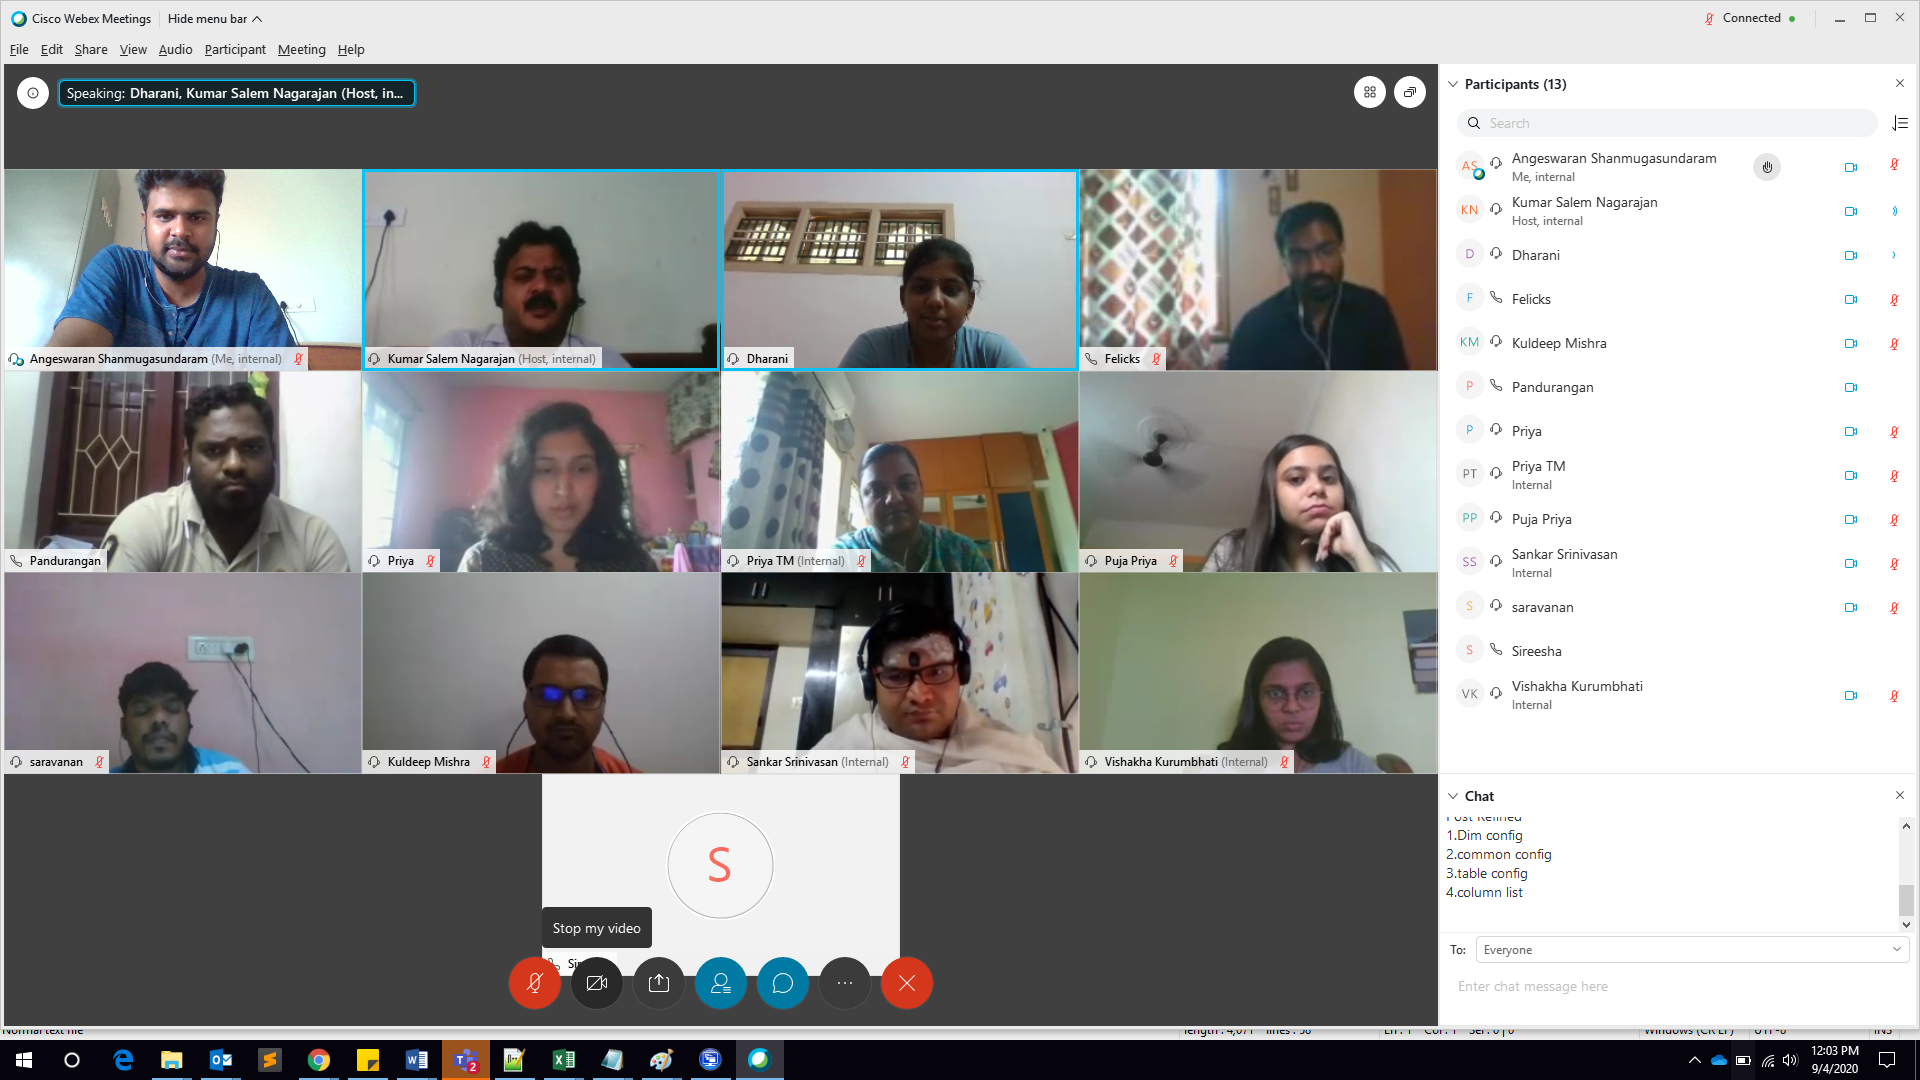 Cisco Webex Meetings
Hide menu bar
Connected
File Edit Share View Audio Participant Meeting Help
Speaking: Dharani, Kumar Salem Nagarajan (Host, in...
Angeswaran Shanmugasundaram (Me, internal)
Kumar Salem Nagarajan (Host, internal)
Dharani
Felicks
Pandurangan
Priya
Priya TM (Internal)
Puja Priya
saravanan
Kuldeep Mishra
Sankar Srinivasan (Internal)
Vishakha Kurumbhati (Internal)
S
Stop my video
Participants (13)
Search
AS Angeswaran Shanmugasundaram
Me, internal
KN Kumar Salem Nagarajan
Host, internal
D Dharani
F Felicks
KM Kuldeep Mishra
P Pandurangan
P Priya
PT Priya TM
Internal
PP Puja Priya
SS Sankar Srinivasan
Internal
S saravanan
S Sireesha
VK Vishakha Kurumbhati
Internal
Chat
Post Refined
1.Dim config
2.common config
3.table config
4.column list
To: Everyone
Enter chat message here
Normal text file
2
12:03 PM
9/4/2020